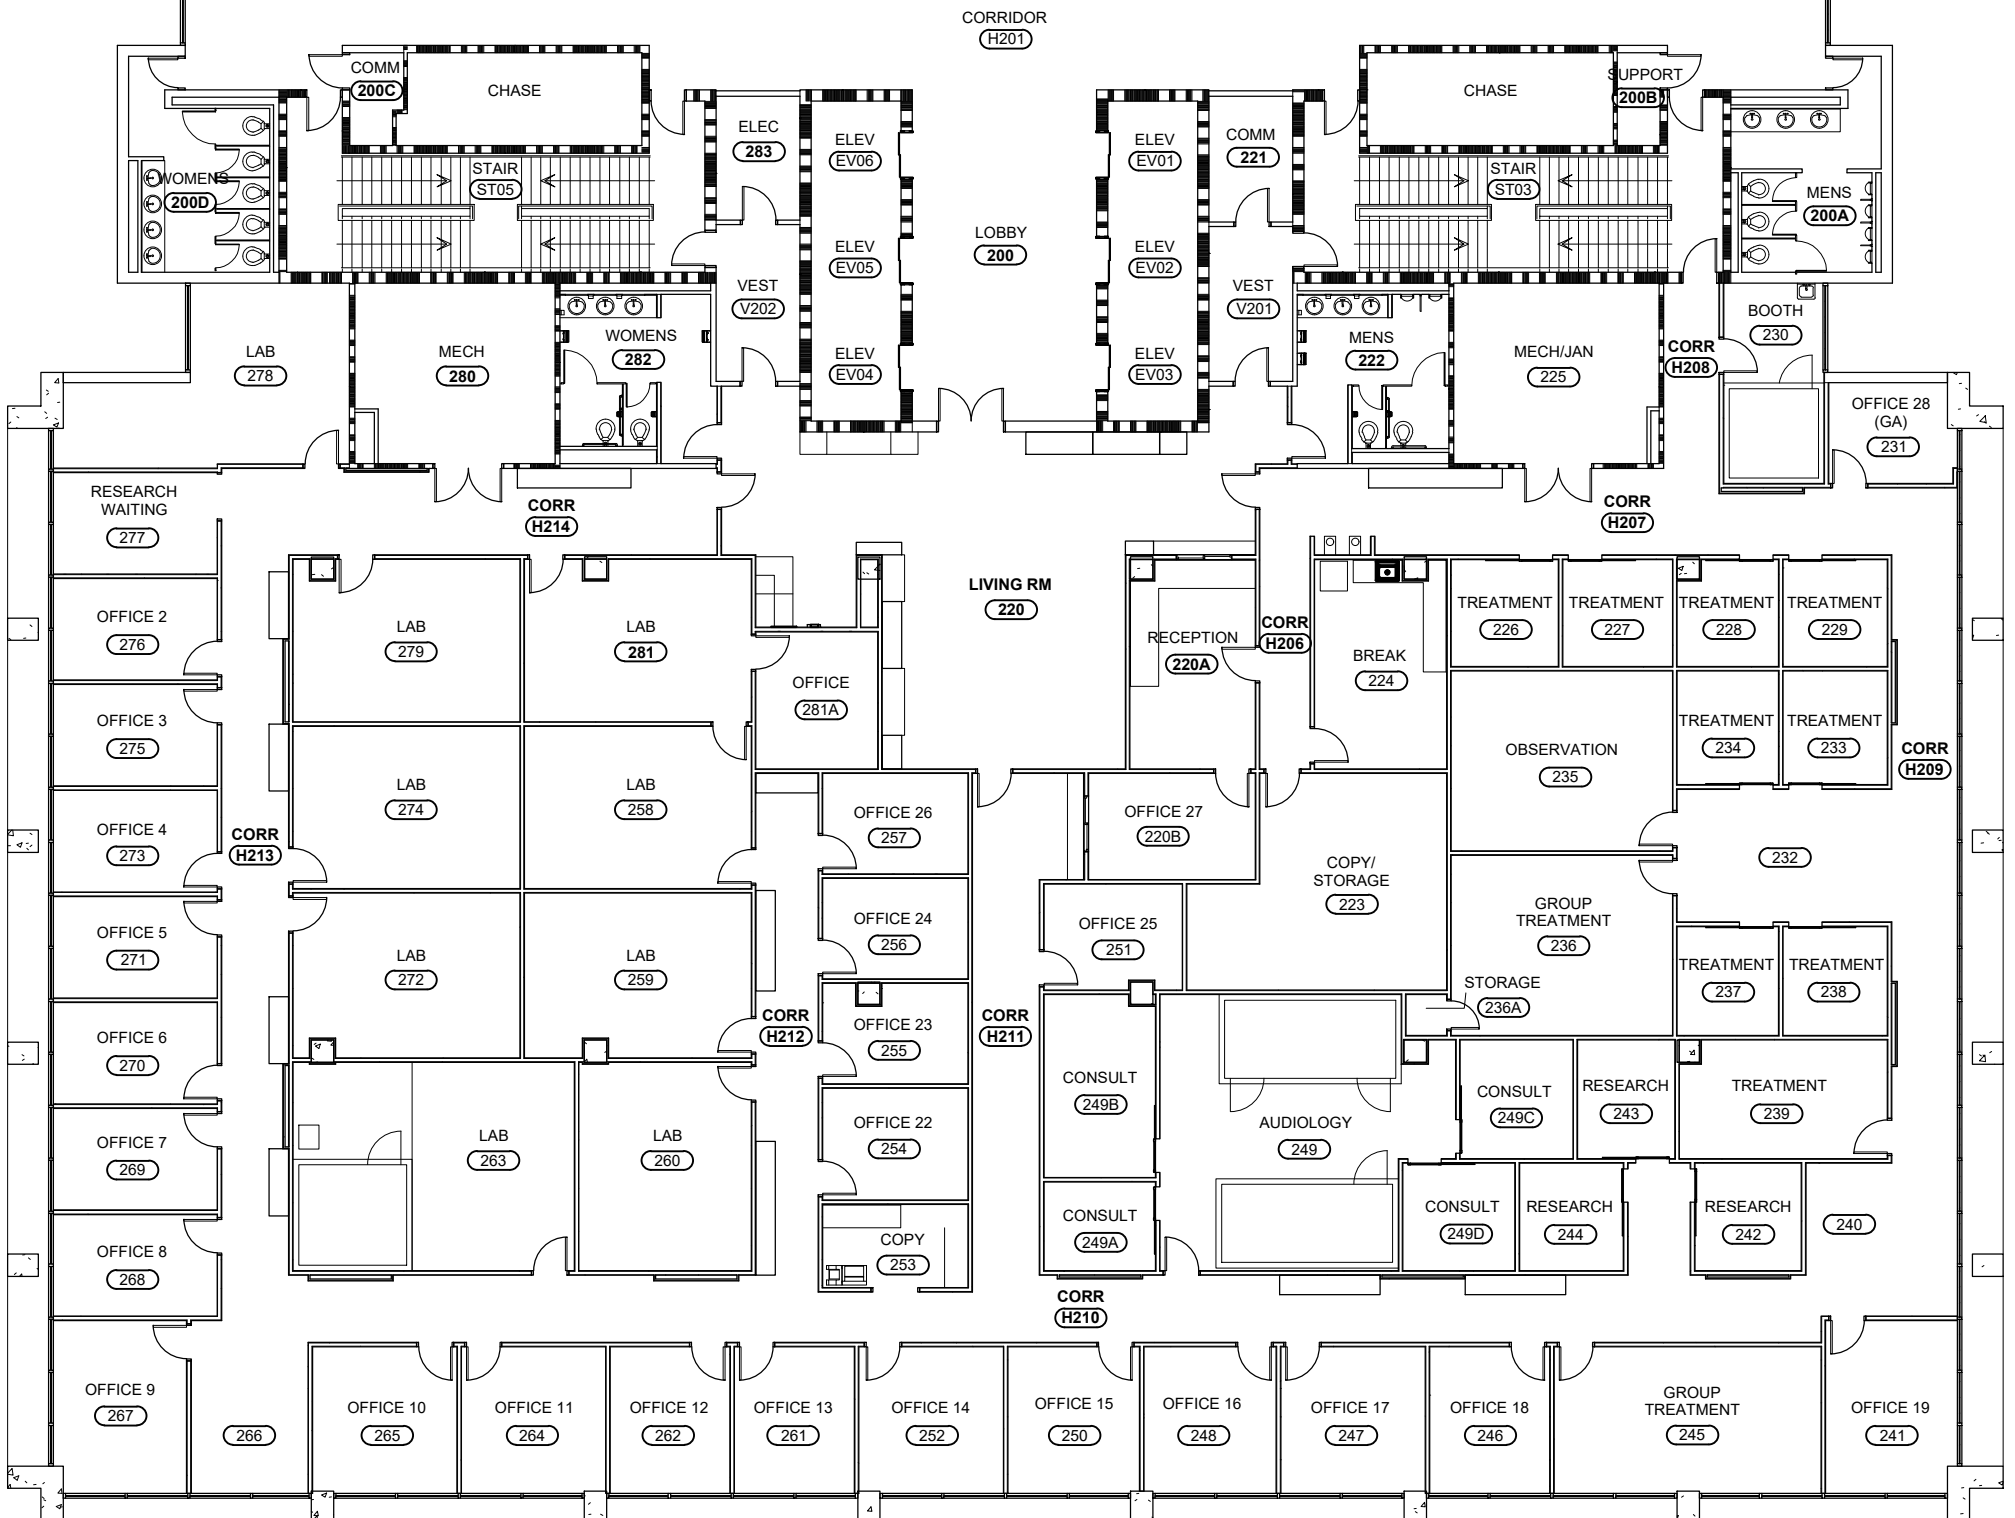 CORRIDOR
H201
COMM
200C
CHASE
SUPPORT
200B
CHASE
ELEC
283
ELEV
EV06
ELEV
EV01
COMM
221
STAIR
ST05
STAIR
ST03
WOMENS
200D
MENS
200A
LOBBY
200
ELEV
EV05
ELEV
EV02
VEST
V202
VEST
V201
BOOTH
230
LAB
278
MECH
280
WOMENS
282
ELEV
EV04
ELEV
EV03
MENS
222
MECH/JAN
225
CORR
H208
OFFICE 28
(GA)
231
RESEARCH
WAITING
277
CORR
H214
CORR
H207
OFFICE 2
276
LAB
279
LAB
281
LIVING RM
220
RECEPTION
220A
CORR
H206
BREAK
224
TREATMENT
226
TREATMENT
227
TREATMENT
228
TREATMENT
229
OFFICE
281A
OFFICE 3
275
OBSERVATION
235
TREATMENT
234
TREATMENT
233
CORR
H209
LAB
274
LAB
258
OFFICE 26
257
OFFICE 27
220B
OFFICE 4
273
CORR
H213
COPY/
STORAGE
223
232
OFFICE 5
271
LAB
272
LAB
259
OFFICE 24
256
OFFICE 25
251
GROUP
TREATMENT
236
STORAGE
236A
TREATMENT
237
TREATMENT
238
OFFICE 6
270
CORR
H212
OFFICE 23
255
CORR
H211
CONSULT
249B
AUDIOLOGY
249
CONSULT
249C
RESEARCH
243
TREATMENT
239
OFFICE 7
269
LAB
263
LAB
260
OFFICE 22
254
OFFICE 8
268
COPY
253
CONSULT
249A
CONSULT
249D
RESEARCH
244
RESEARCH
242
240
CORR
H210
OFFICE 9
267
266
OFFICE 10
265
OFFICE 11
264
OFFICE 12
262
OFFICE 13
261
OFFICE 14
252
OFFICE 15
250
OFFICE 16
248
OFFICE 17
247
OFFICE 18
246
GROUP
TREATMENT
245
OFFICE 19
241